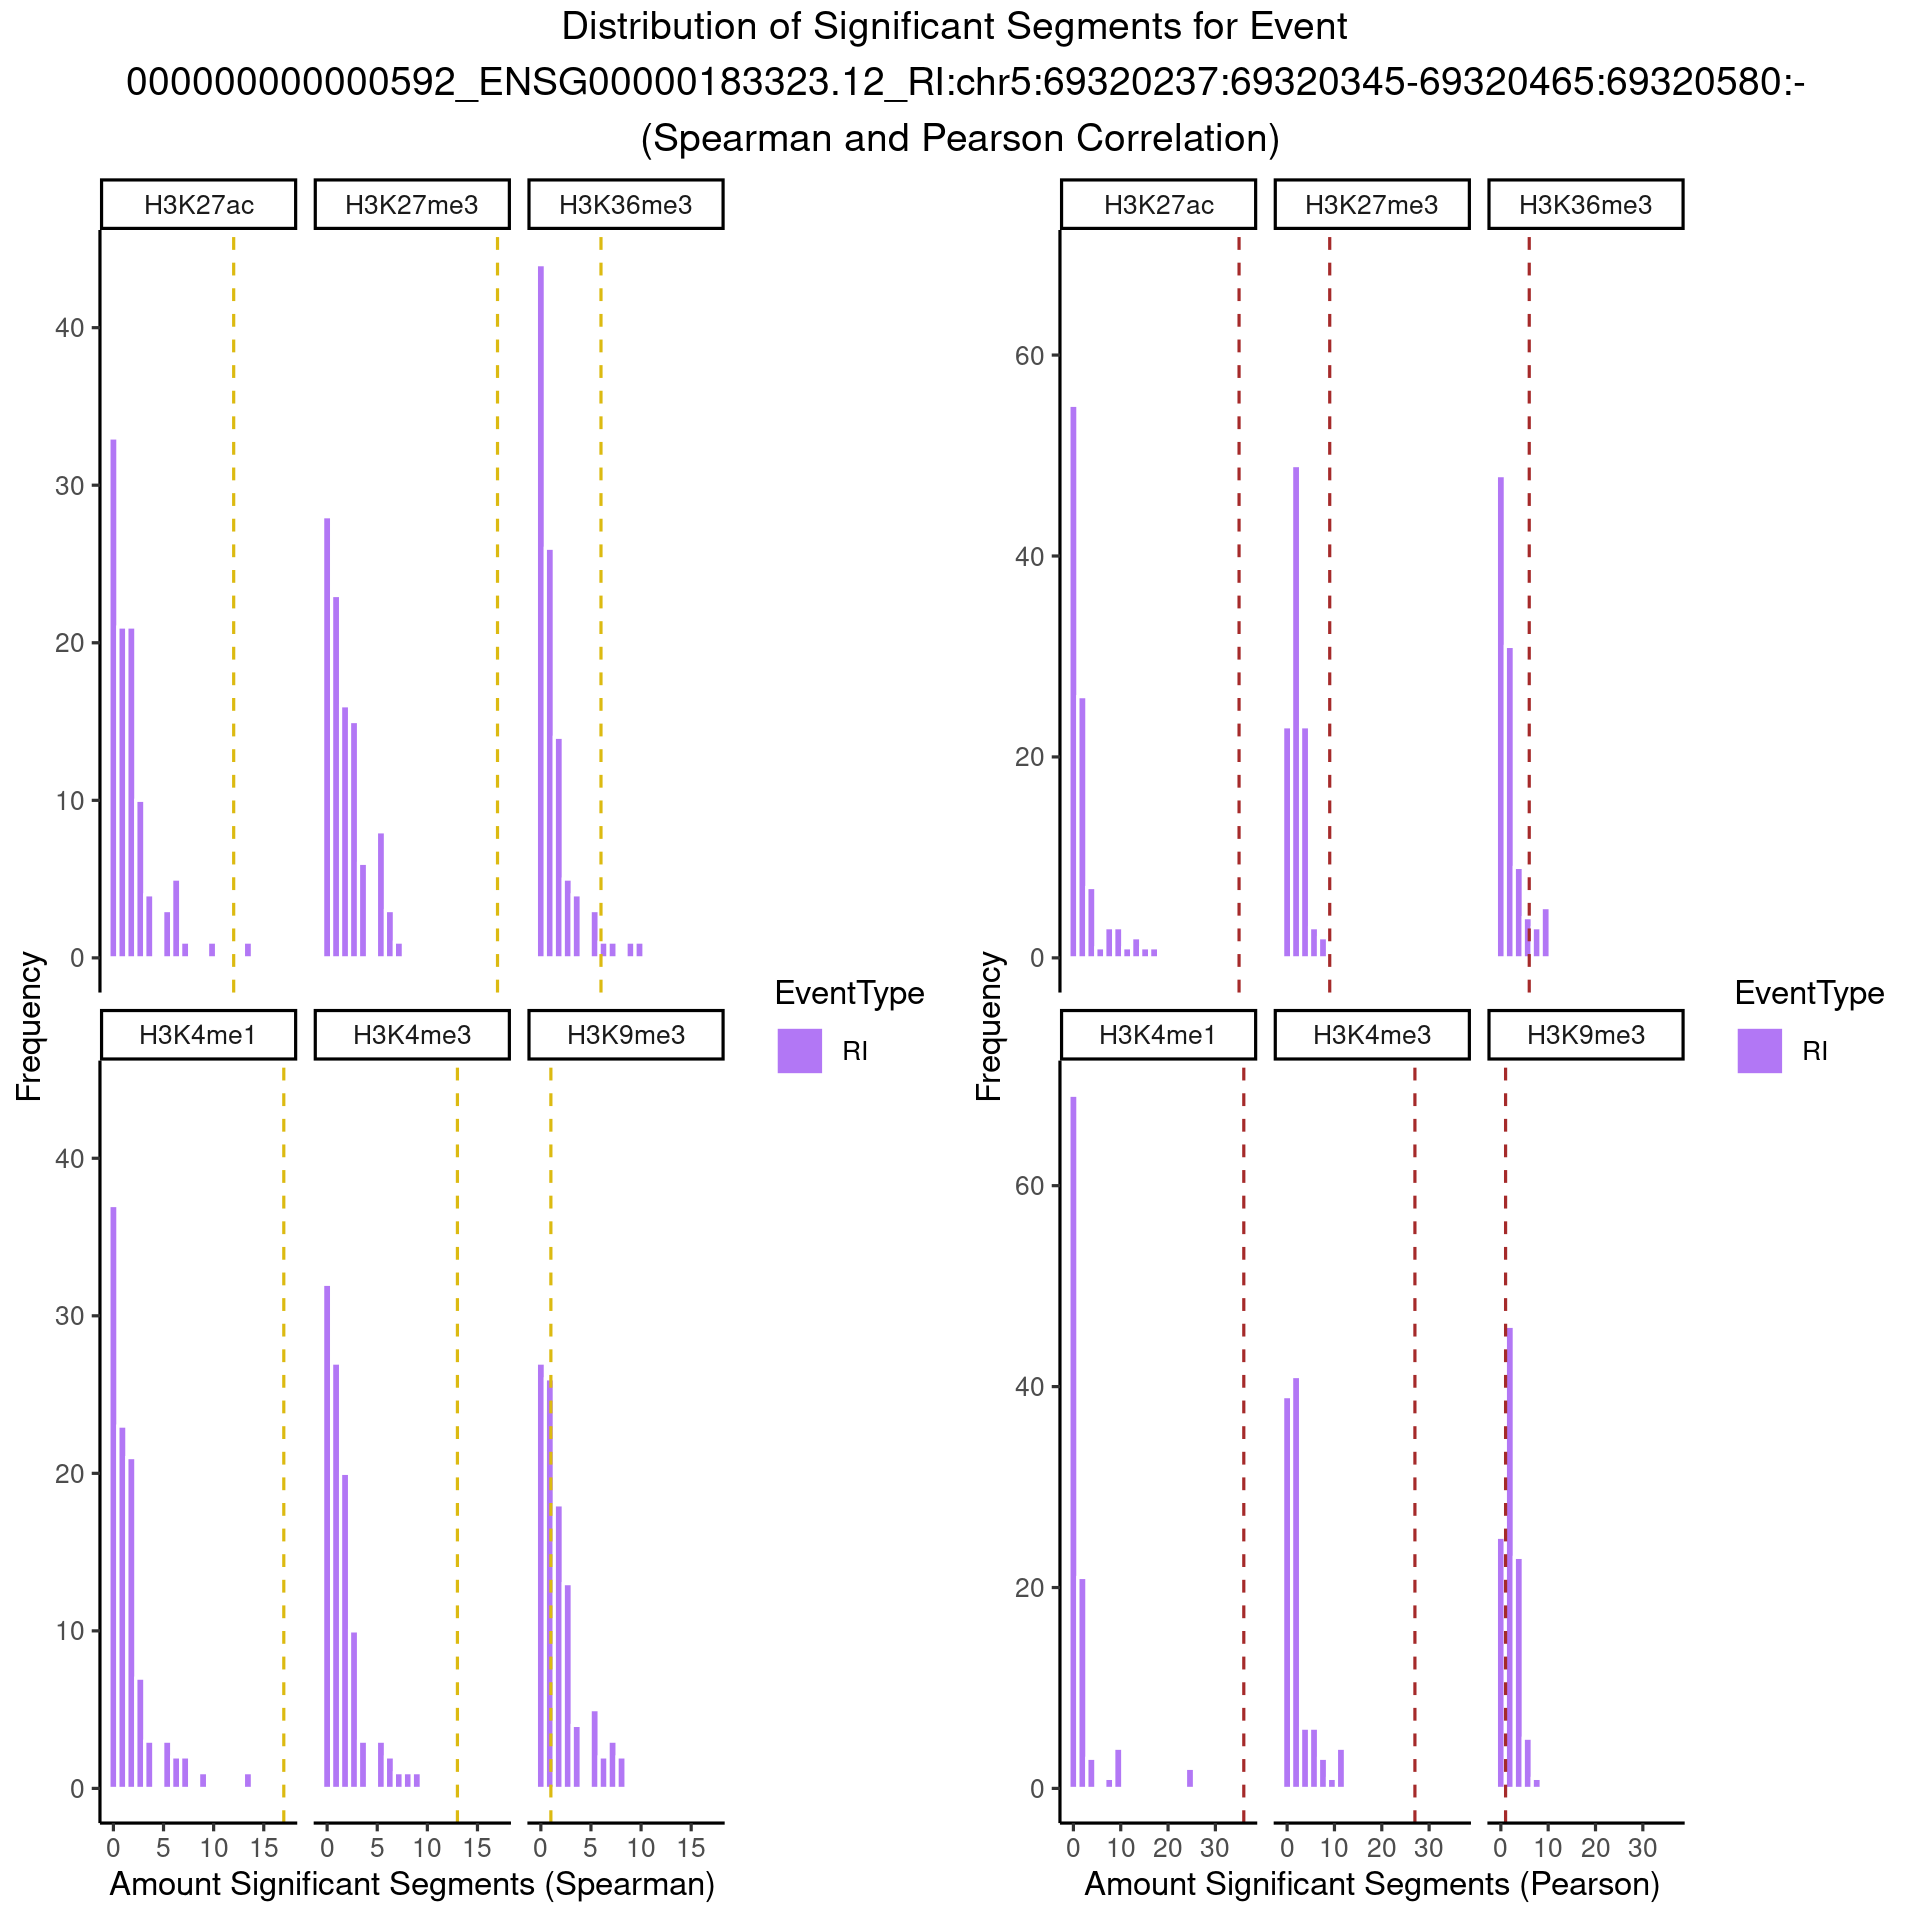 Distribution of Significant Segments for Event
000000000000592_ENSG00000183323.12_RI:chr5:69320237:69320345-69320465:69320580:-
(Spearman and Pearson Correlation)
H3K27ac H3K27me3 H3K36me3
40
30
20
10
0
H3K4me1 H3K4me3 H3K9me3
40
30
20
10
0
0 5 10 15 0 5 10 15 0 5 10 15
Frequency
Amount Significant Segments (Spearman)
EventType
RI
H3K27ac H3K27me3 H3K36me3
60
40
20
0
H3K4me1 H3K4me3 H3K9me3
60
40
20
0
0 10 20 30 0 10 20 30 0 10 20 30
Frequency
Amount Significant Segments (Pearson)
EventType
RI